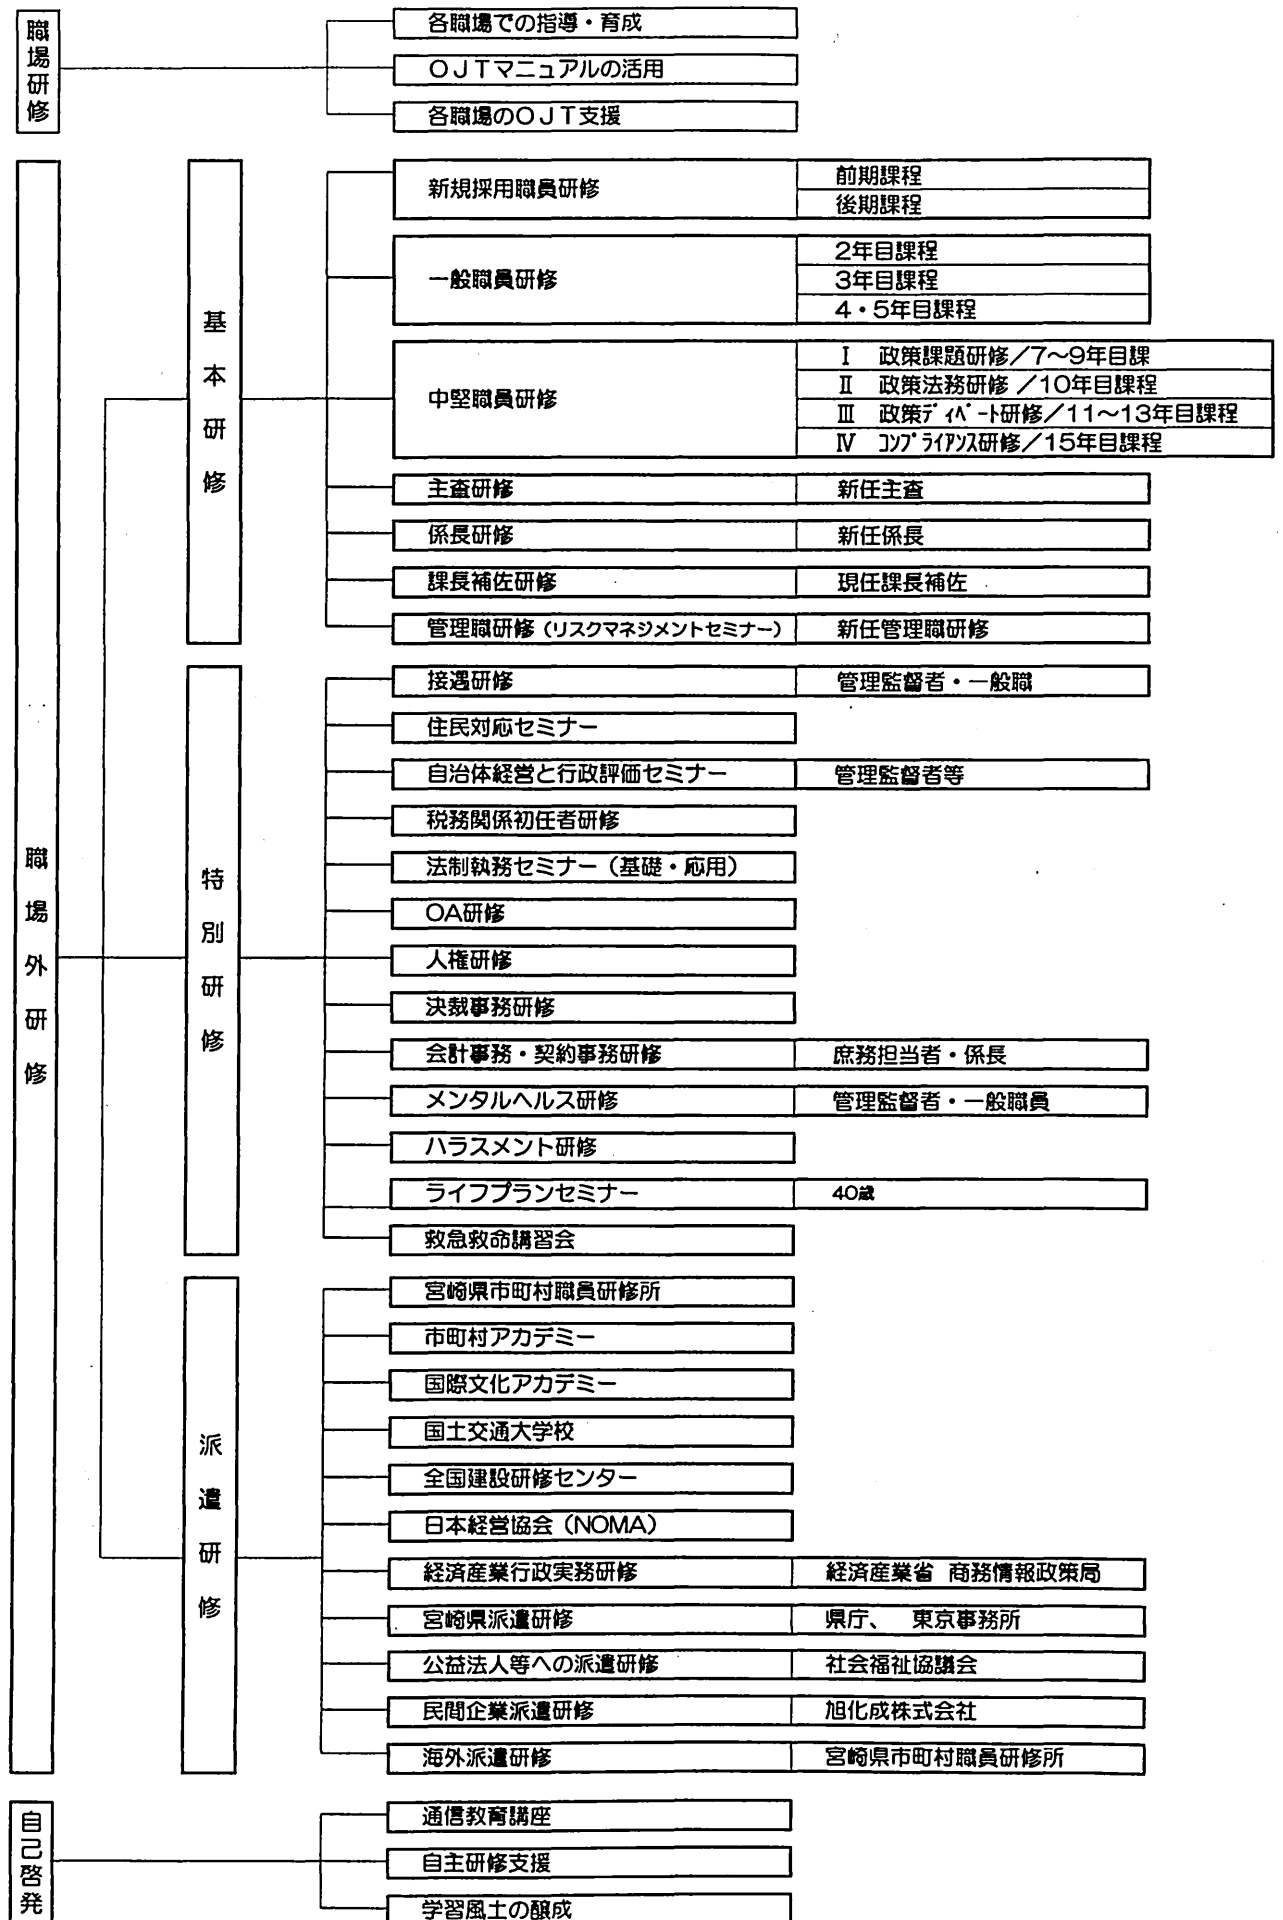 職場研修
各職場での指導・育成
ＯＪＴマニュアルの活用
各職場のＯＪＴ支援
職場外研修
基本研修
新規採用職員研修
前期課程
後期課程
一般職員研修
2年目課程
3年目課程
4・5年目課程
中堅職員研修
Ⅰ 政策課題研修／7～9年目課
Ⅱ 政策法務研修／10年目課程
Ⅲ 政策ﾃﾞｨﾍﾞｰﾄ研修／11～13年目課程
Ⅳ ｺﾝﾌﾟﾗｲｱﾝｽ研修／15年目課程
主査研修 新任主査
係長研修 新任係長
課長補佐研修 現任課長補佐
管理職研修（リスクマネジメントセミナー） 新任管理職研修
特別研修
接遇研修 管理監督者・一般職
住民対応セミナー
自治体経営と行政評価セミナー 管理監督者等
税務関係初任者研修
法制執務セミナー（基礎・応用）
OA研修
人権研修
決裁事務研修
会計事務・契約事務研修 庶務担当者・係長
メンタルヘルス研修 管理監督者・一般職員
ハラスメント研修
ライフプランセミナー 40歳
救急救命講習会
派遣研修
宮崎県市町村職員研修所
市町村アカデミー
国際文化アカデミー
国土交通大学校
全国建設研修センター
日本経営協会（NOMA）
経済産業行政実務研修 経済産業省 商務情報政策局
宮崎県派遣研修 県庁、 東京事務所
公益法人等への派遣研修 社会福祉協議会
民間企業派遣研修 旭化成株式会社
海外派遣研修 宮崎県市町村職員研修所
自己啓発
通信教育講座
自主研修支援
学習風土の醸成